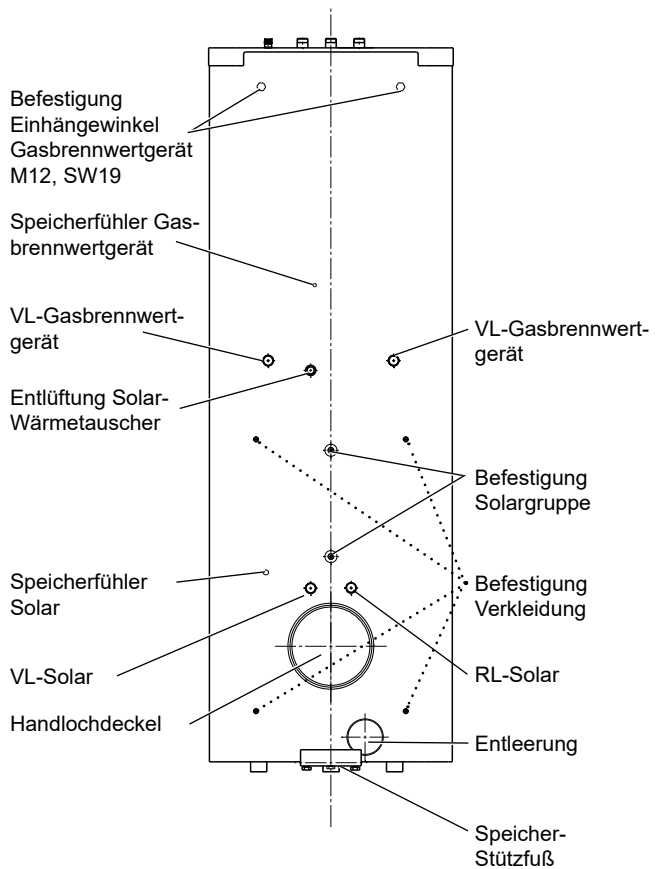 Befestigung
Einhängewinkel
Gasbrennwertgerät
M12, SW19
Speicherfühler Gas-
brennwertgerät
VL-Gasbrennwert-
gerät
Entlüftung Solar-
Wärmetauscher
Speicherfühler
Solar
VL-Solar
Handlochdeckel
VL-Gasbrennwert-
gerät
Befestigung
Solargruppe
Befestigung
Verkleidung
RL-Solar
Entleerung
Speicher-
Stützfuß